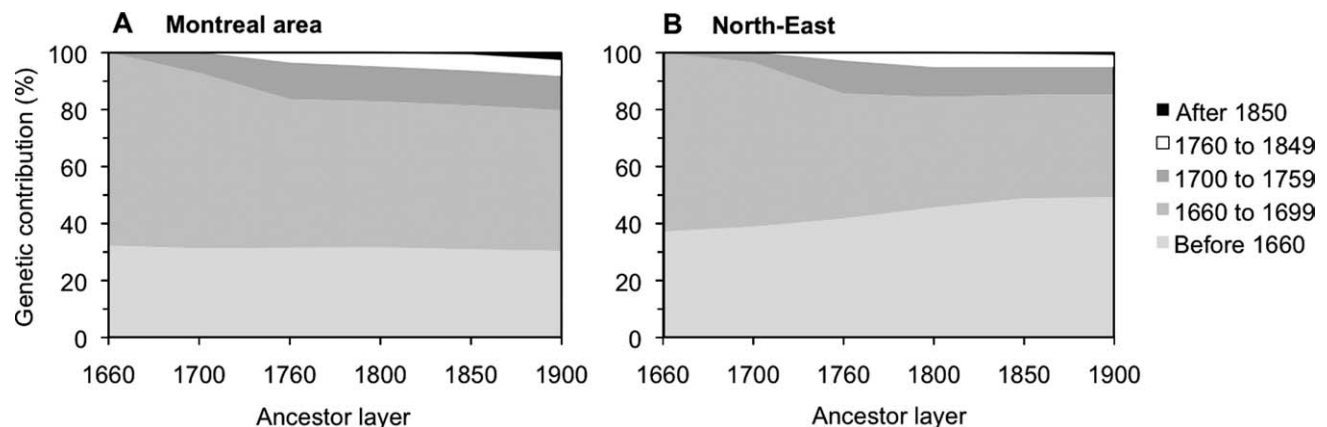 A Montreal area
Genetic contribution (%)
100
80
60
40
20
0
1660 1700 1760 1800 1850 1900
Ancestor layer
B North-East
100
80
60
40
20
0
1660 1700 1760 1800 1850 1900
Ancestor layer
After 1850
1760 to 1849
1700 to 1759
1660 to 1699
Before 1660